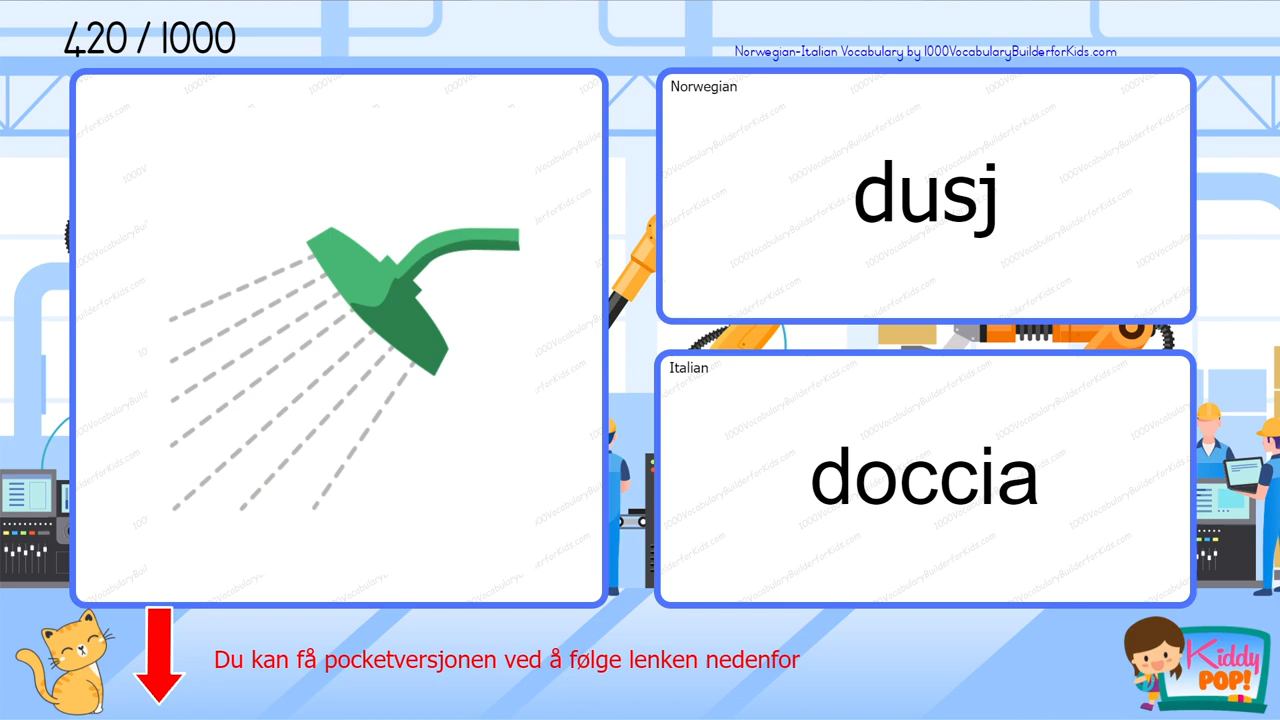 420 / 1000
Norwegian-Italian Vocabulary by 1000VocabularyBuilderforKids.com
Norwegian
dusj
Italian
doccia
Du kan få pocketversjonen ved å følge lenken nedenfor
Kiddy
POP!